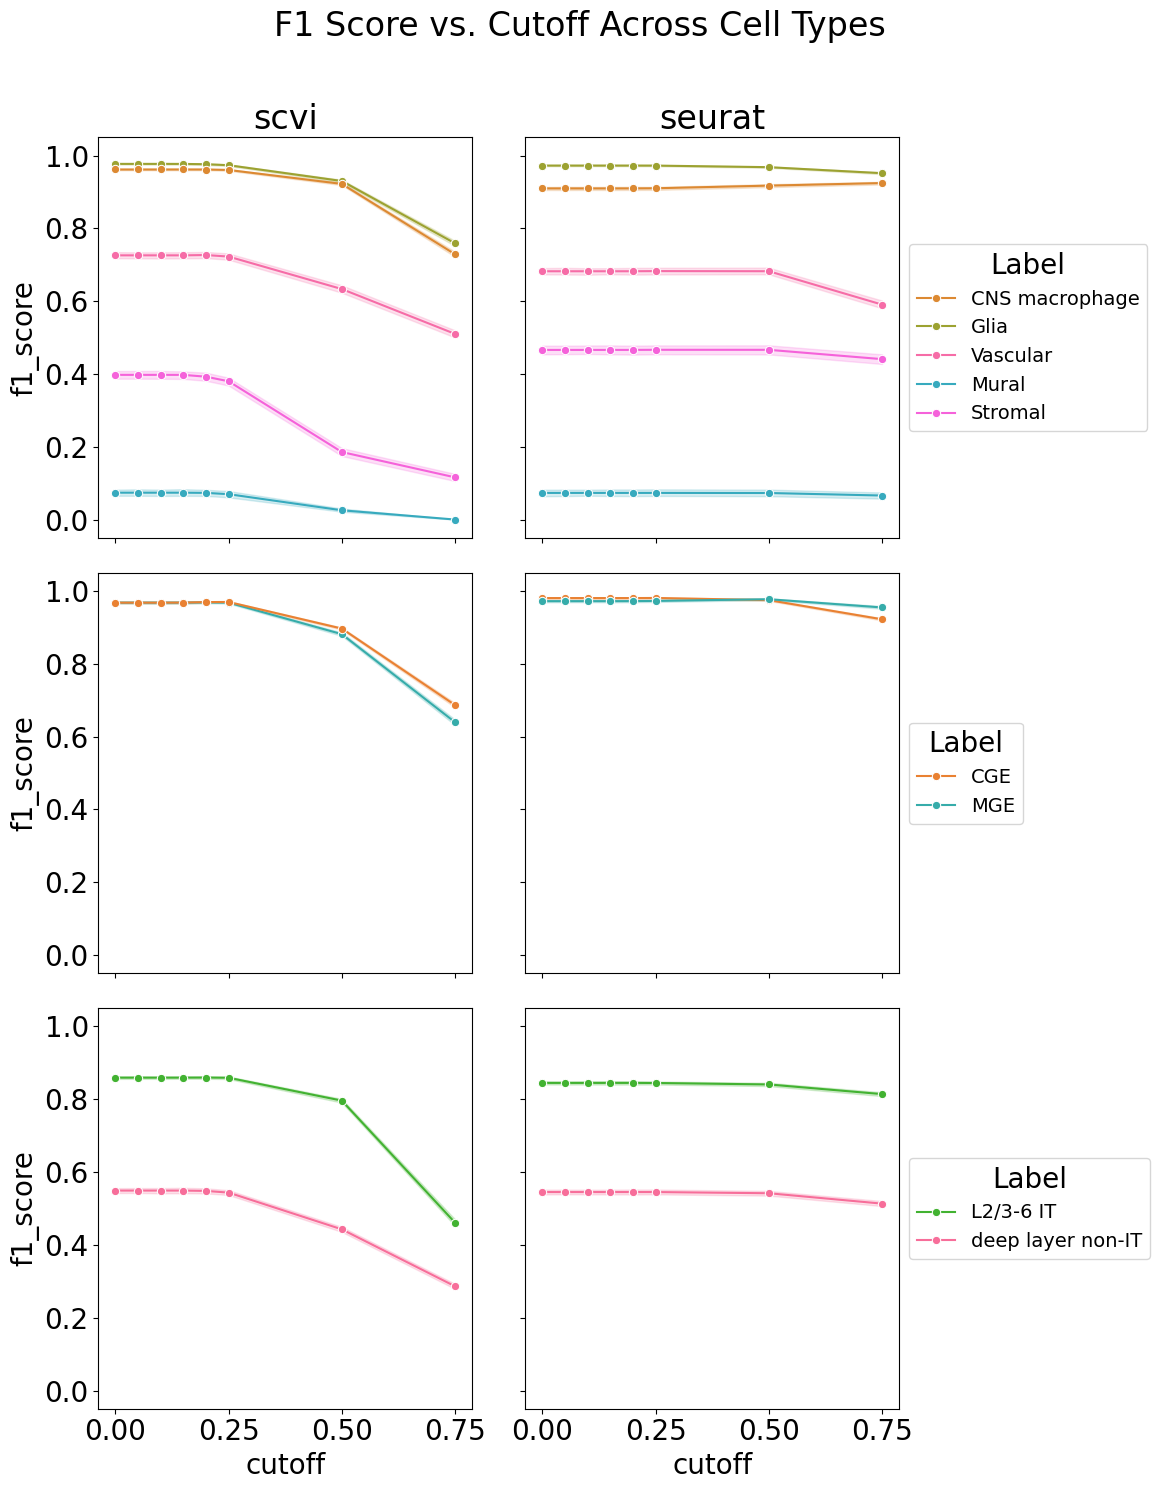 F1 Score vs. Cutoff Across Cell Types
scvi
seurat
1.0
0.8
0.6
0.4
0.2
0.0
f1_score
Label
CNS macrophage
Glia
Vascular
Mural
Stromal
1.0
0.8
0.6
0.4
0.2
0.0
f1_score
Label
CGE
MGE
1.0
0.8
0.6
0.4
0.2
0.0
f1_score
Label
L2/3-6 IT
deep layer non-IT
0.00 0.25 0.50 0.75
cutoff
0.00 0.25 0.50 0.75
cutoff